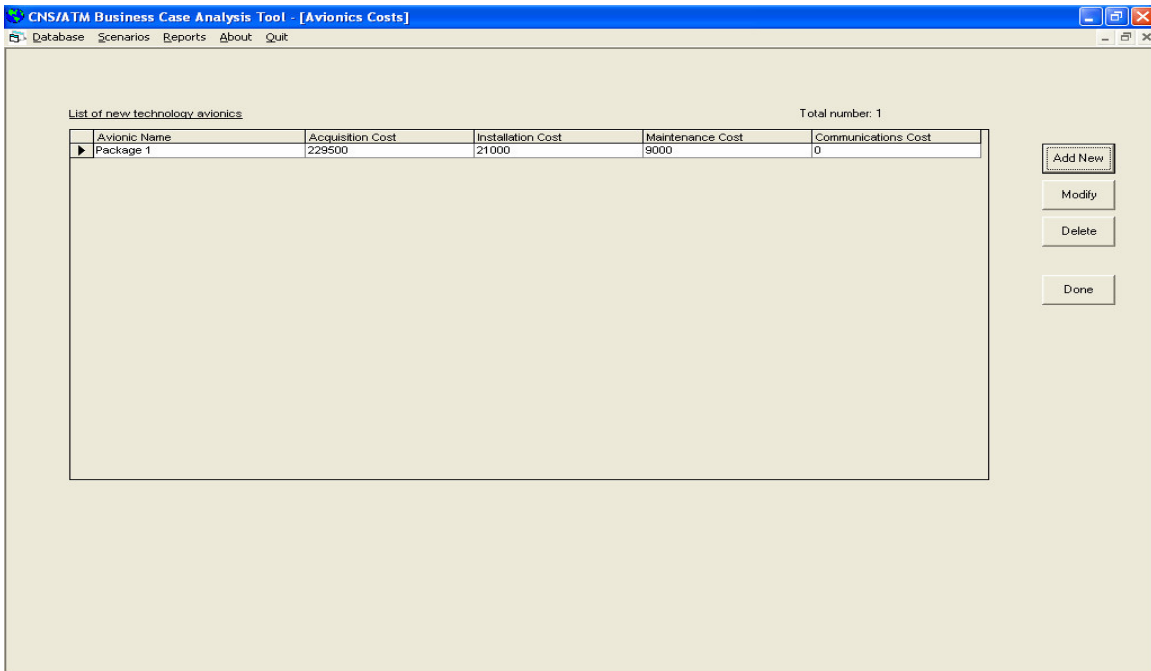 CNS/ATM Business Case Analysis Tool - [Avionics Costs]
Database Scenarios Reports About Quit
List of new technology avionics Total number: 1
Avionic Name Acquisition Cost Installation Cost Maintenance Cost Communications Cost
Package 1 229500 21000 9000 0
Add New
Modify
Delete
Done